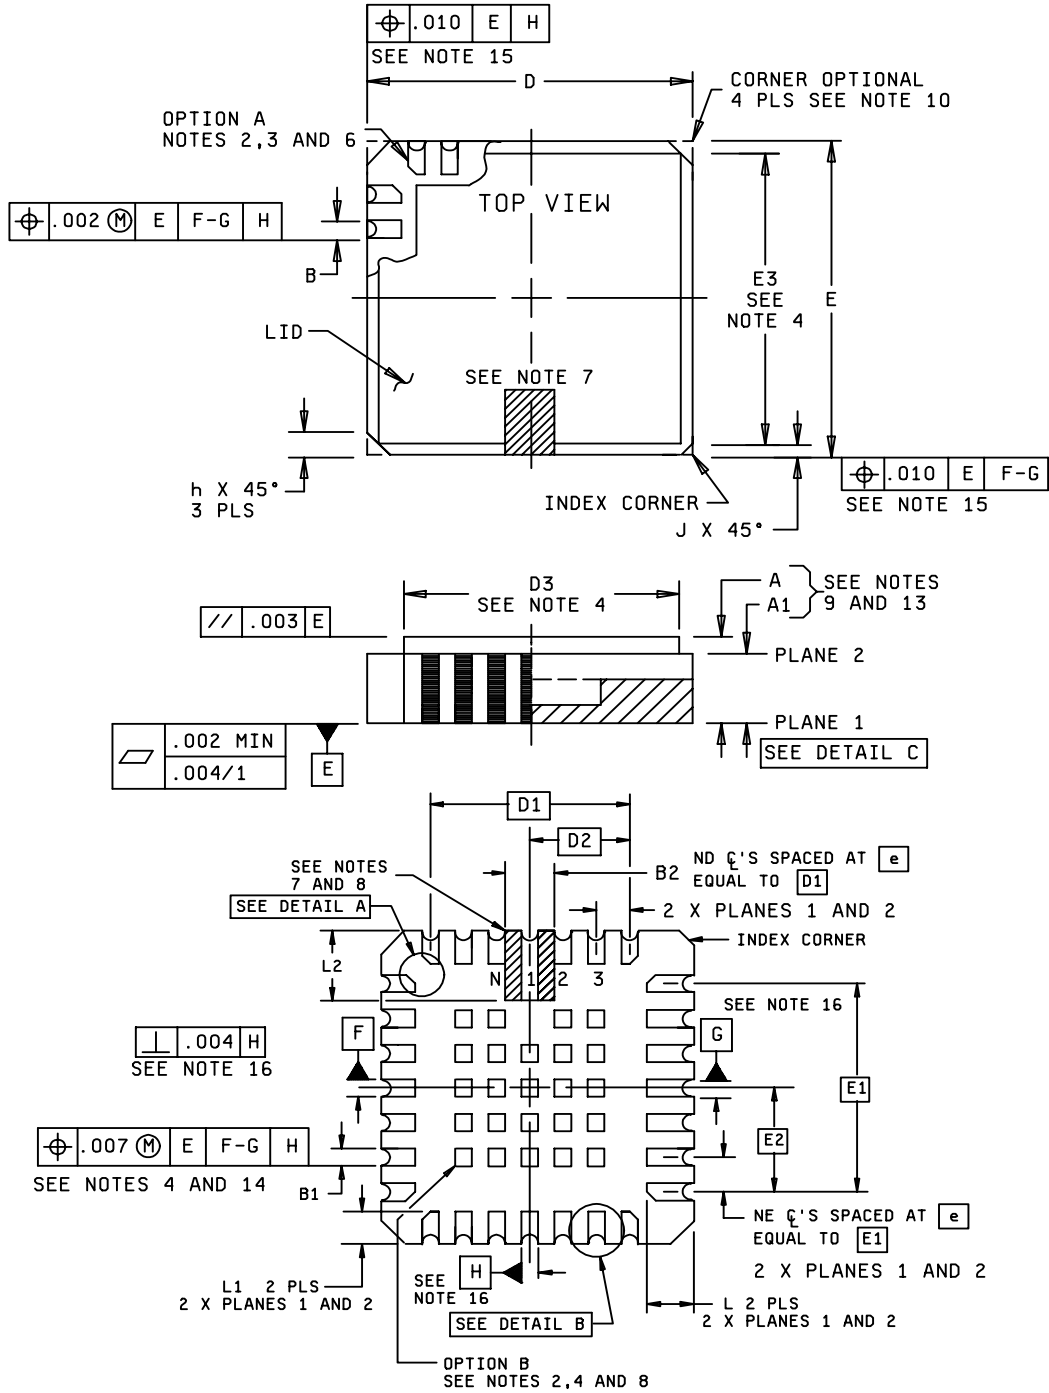 ⌖ .010 E H
SEE NOTE 15
D
CORNER OPTIONAL
4 PLS SEE NOTE 10
OPTION A
NOTES 2,3 AND 6
TOP VIEW
⌖ .002 Ⓜ E F-G H
B
E3
SEE
NOTE 4
E
LID
SEE NOTE 7
⌖ .010 E F-G
SEE NOTE 15
h X 45°
3 PLS
INDEX CORNER
J X 45°
D3
SEE NOTE 4
A
A1
SEE NOTES
9 AND 13
// .003 E
PLANE 2
PLANE 1
SEE DETAIL C
⏥ .002 MIN
.004/1
E
D1
D2
SEE NOTES
7 AND 8
SEE DETAIL A
B2
ND ℄'S SPACED AT e
EQUAL TO D1
2 X PLANES 1 AND 2
INDEX CORNER
L2
N 1 2 3
SEE NOTE 16
F
G
⊥ .004 H
SEE NOTE 16
E1
E2
⌖ .007 Ⓜ E F-G H
SEE NOTES 4 AND 14
B1
NE ℄'S SPACED AT e
EQUAL TO E1
2 X PLANES 1 AND 2
L1 2 PLS
2 X PLANES 1 AND 2
SEE
NOTE 16
H
SEE DETAIL B
L 2 PLS
2 X PLANES 1 AND 2
OPTION B
SEE NOTES 2,4 AND 8